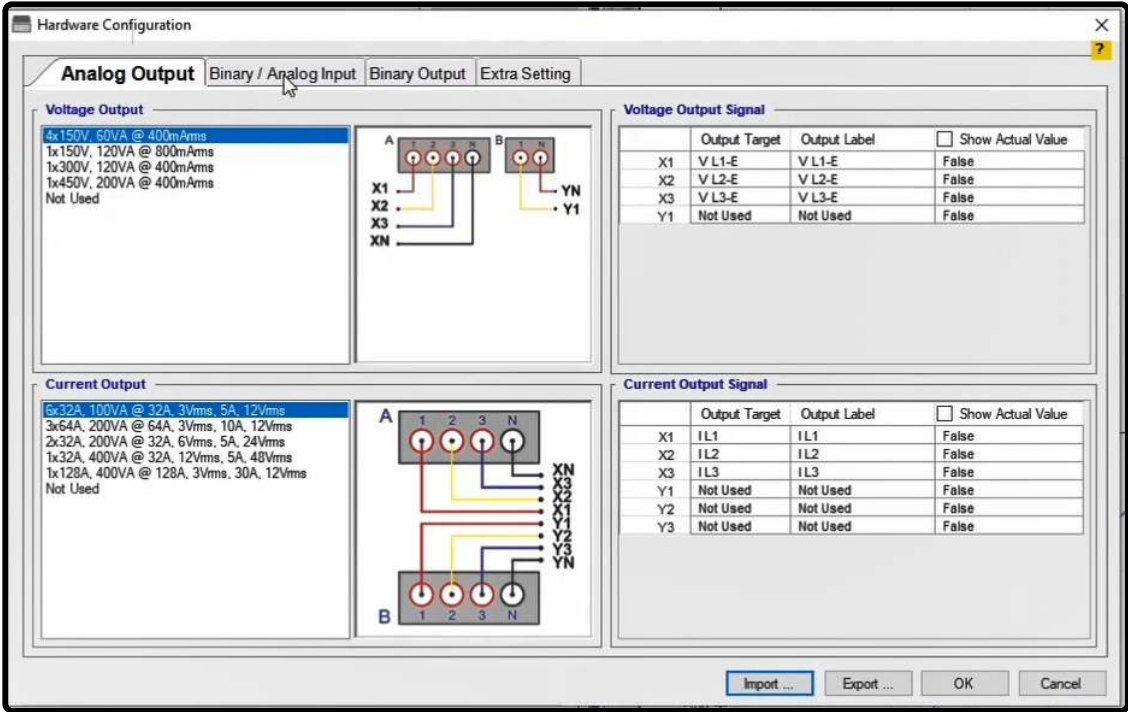 Hardware Configuration
?
Analog Output Binary / Analog Input Binary Output Extra Setting
Voltage Output
4x150V, 60VA @ 400mArms
1x150V, 120VA @ 800mArms
1x300V, 120VA @ 400mArms
1x450V, 200VA @ 400mArms
Not Used
A 1 2 3 N B 1 N
X1
X2
X3
XN
YN
Y1
Voltage Output Signal
Output Target Output Label Show Actual Value
X1 V L1-E V L1-E False
X2 V L2-E V L2-E False
X3 V L3-E V L3-E False
Y1 Not Used Not Used False
Current Output
6x32A, 100VA @ 32A, 3Vrms, 5A, 12Vrms
3x64A, 200VA @ 64A, 3Vrms, 10A, 12Vrms
2x32A, 200VA @ 32A, 6Vrms, 5A, 24Vrms
1x32A, 400VA @ 32A, 12Vrms, 5A, 48Vrms
1x128A, 400VA @ 128A, 3Vrms, 30A, 12Vrms
Not Used
A 1 2 3 N
XN
X3
X2
X1
Y1
Y2
Y3
YN
B 1 2 3 N
Current Output Signal
Output Target Output Label Show Actual Value
X1 I L1 I L1 False
X2 I L2 I L2 False
X3 I L3 I L3 False
Y1 Not Used Not Used False
Y2 Not Used Not Used False
Y3 Not Used Not Used False
Import ... Export ... OK Cancel